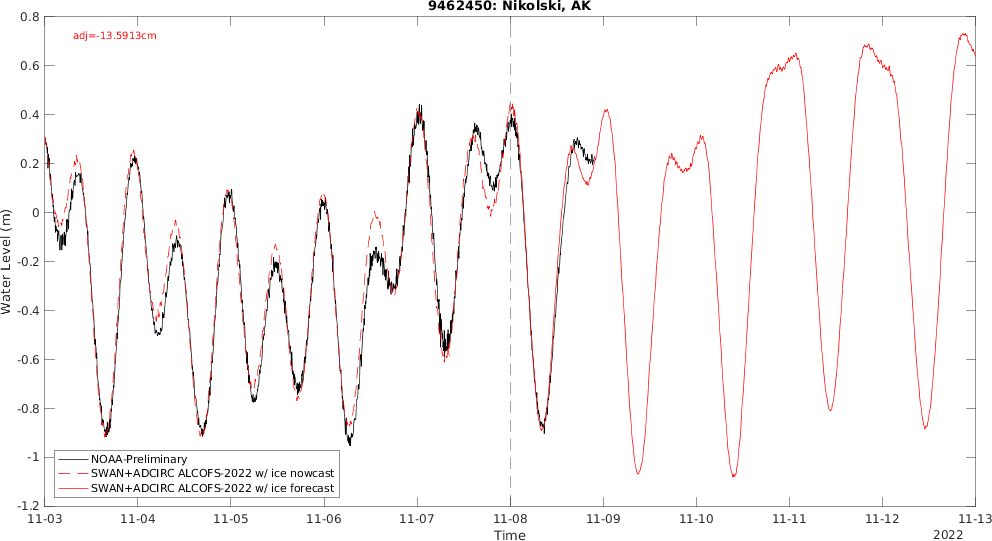 9462450: Nikolski, AK
adj=-13.5913cm
0.8
0.6
0.4
0.2
0
-0.2
-0.4
-0.6
-0.8
-1
-1.2
Water Level (m)
NOAA-Preliminary
SWAN+ADCIRC ALCOFS-2022 w/ ice nowcast
SWAN+ADCIRC ALCOFS-2022 w/ ice forecast
11-03 11-04 11-05 11-06 11-07 11-08 11-09 11-10 11-11 11-12 11-13
Time
2022